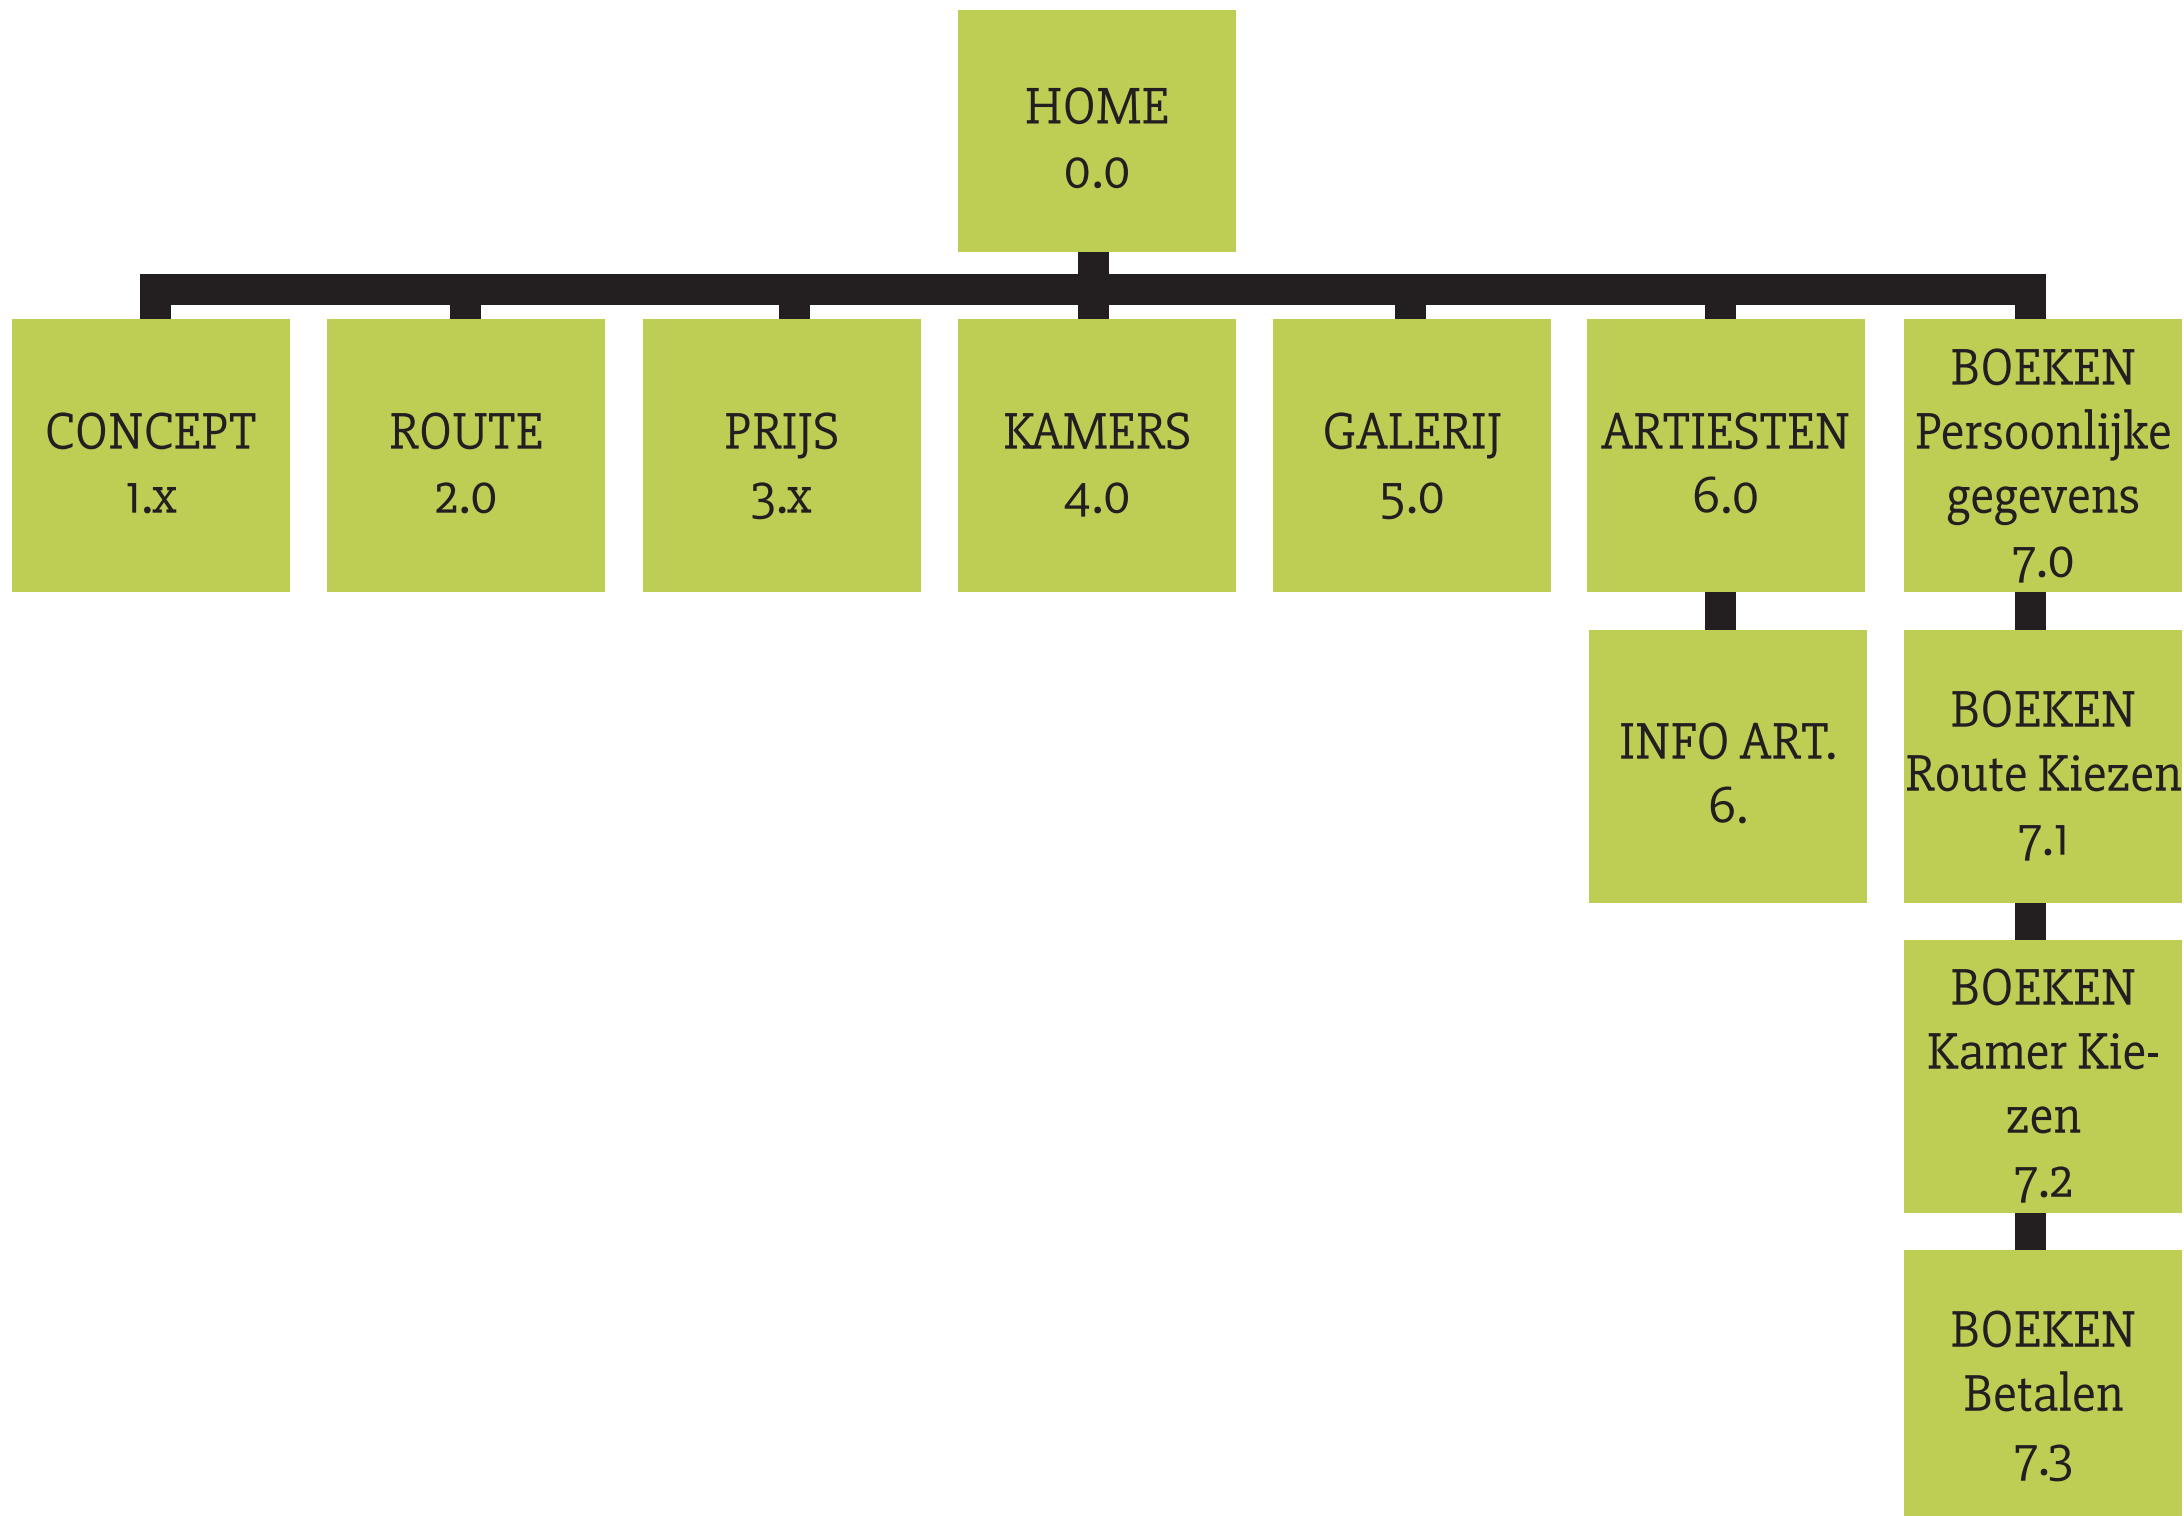 HOME
0.0
CONCEPT
1.x
ROUTE
2.0
PRIJS
3.x
KAMERS
4.0
GALERIJ
5.0
ARTIESTEN
6.0
BOEKEN
Persoonlijke
gegevens
7.0
INFO ART.
6.
BOEKEN
Route Kiezen
7.1
BOEKEN
Kamer Kie-
zen
7.2
BOEKEN
Betalen
7.3